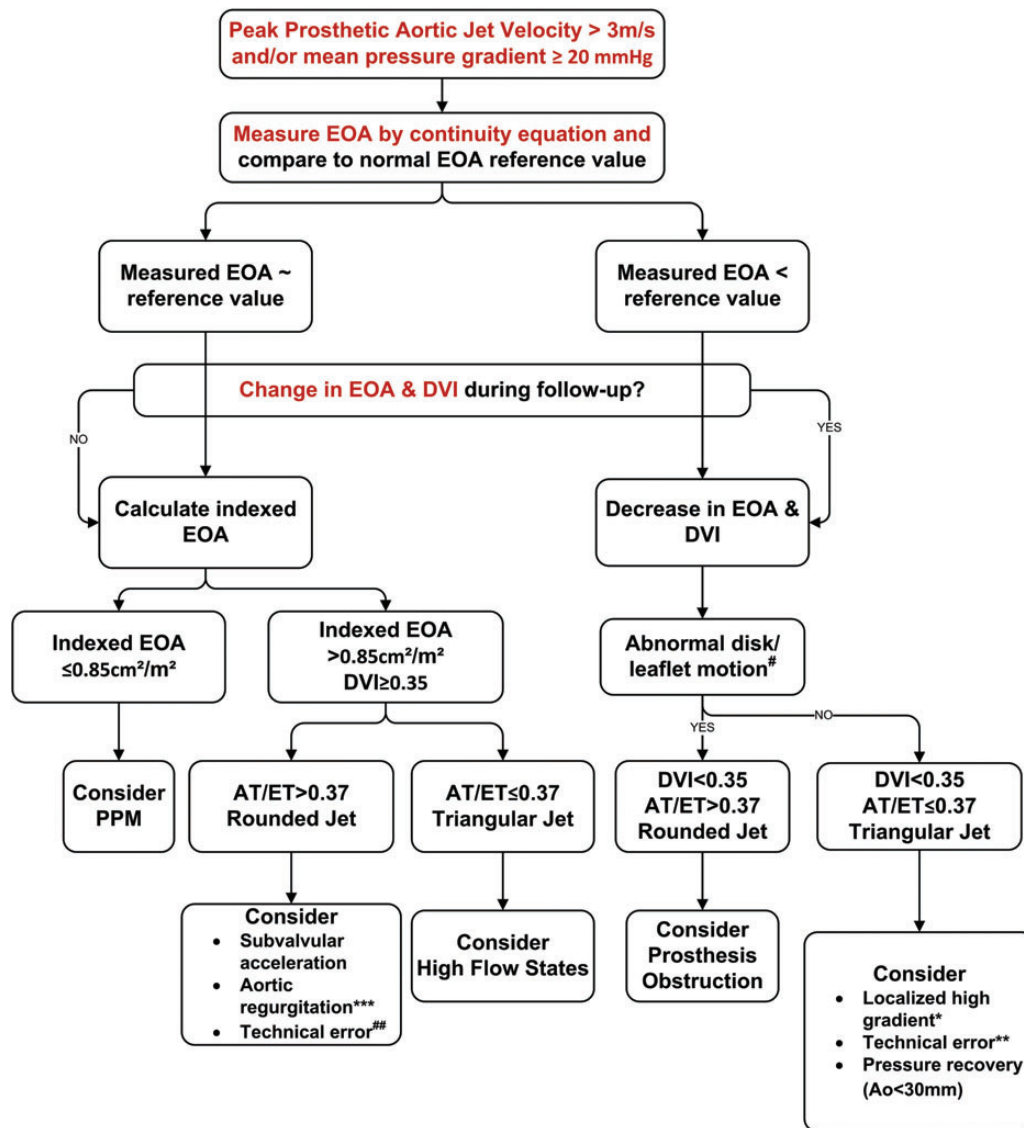 Peak Prosthetic Aortic Jet Velocity > 3m/s
and/or mean pressure gradient ≥ 20 mmHg
Measure EOA by continuity equation and
compare to normal EOA reference value
Measured EOA ~
reference value
Measured EOA <
reference value
Change in EOA & DVI during follow-up?
NO
YES
Calculate indexed
EOA
Decrease in EOA &
DVI
Indexed EOA
≤0.85cm²/m²
Indexed EOA
>0.85cm²/m²
DVI≥0.35
Abnormal disk/
leaflet motion#
YES
NO
Consider
PPM
AT/ET>0.37
Rounded Jet
AT/ET≤0.37
Triangular Jet
DVI<0.35
AT/ET>0.37
Rounded Jet
DVI<0.35
AT/ET≤0.37
Triangular Jet
Consider
• Subvalvular
acceleration
• Aortic
regurgitation***
• Technical error##
Consider
High Flow States
Consider
Prosthesis
Obstruction
Consider
• Localized high
gradient*
• Technical error**
• Pressure recovery
(Ao<30mm)